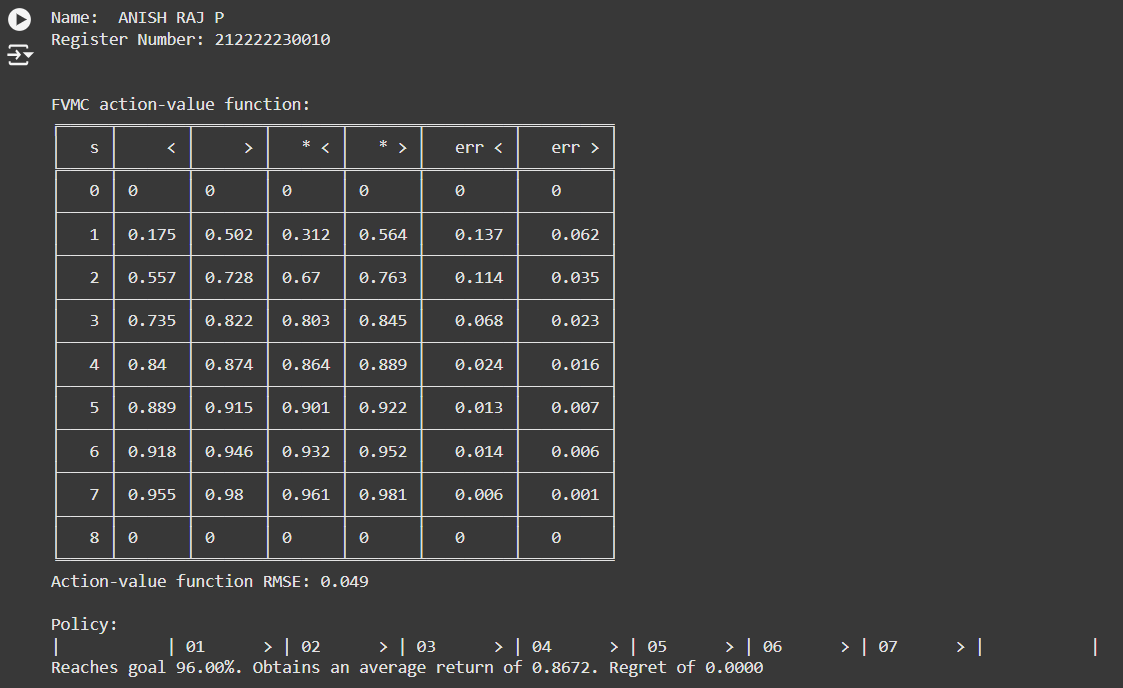 Name:  ANISH RAJ P
Register Number: 212222230010
FVMC action-value function:
s < > * < * > err < err >
0 0 0 0 0 0 0
1 0.175 0.502 0.312 0.564 0.137 0.062
2 0.557 0.728 0.67 0.763 0.114 0.035
3 0.735 0.822 0.803 0.845 0.068 0.023
4 0.84 0.874 0.864 0.889 0.024 0.016
5 0.889 0.915 0.901 0.922 0.013 0.007
6 0.918 0.946 0.932 0.952 0.014 0.006
7 0.955 0.98 0.961 0.981 0.006 0.001
8 0 0 0 0 0 0
Action-value function RMSE: 0.049
Policy:
|           | 01      > | 02      > | 03      > | 04      > | 05      > | 06      > | 07      > |           |
Reaches goal 96.00%. Obtains an average return of 0.8672. Regret of 0.0000